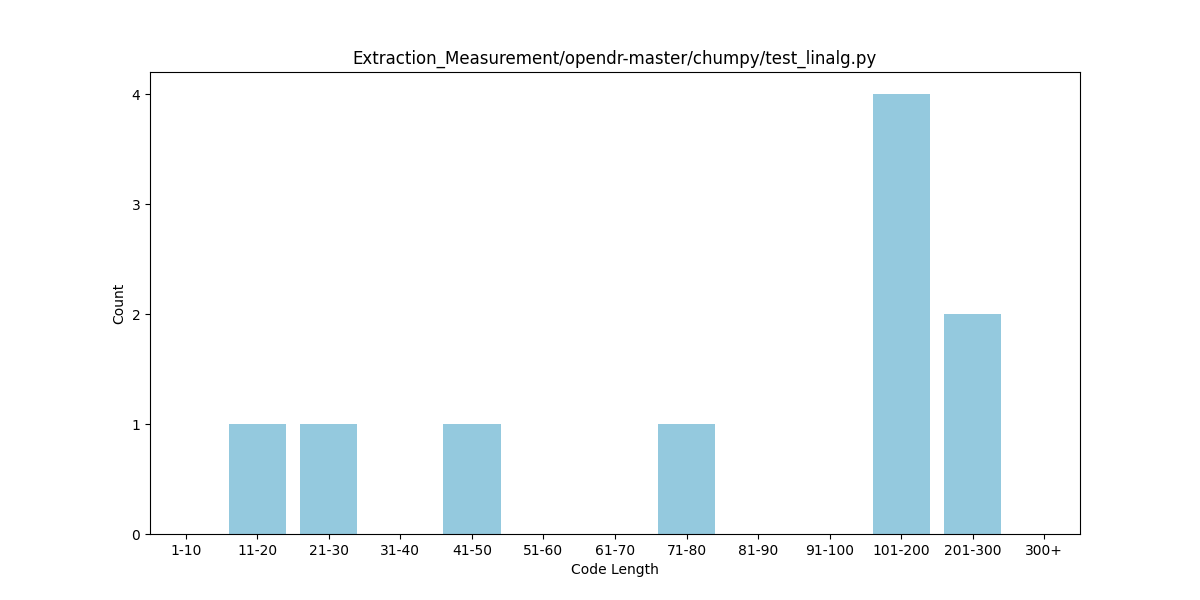 Extraction_Measurement/opendr-master/chumpy/test_linalg.py
4
3
2
1
0
Count
1-10 11-20 21-30 31-40 41-50 51-60 61-70 71-80 81-90 91-100 101-200 201-300 300+
Code Length